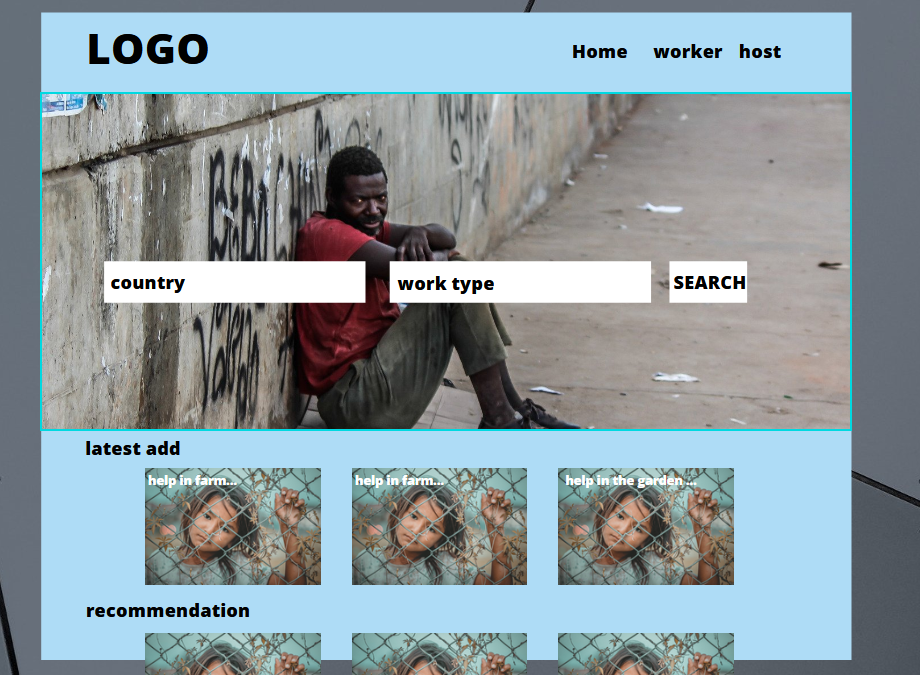 LOGO
Home worker host
country
work type
SEARCH
latest add
help in farm...
help in farm...
help in the garden ...
recommendation